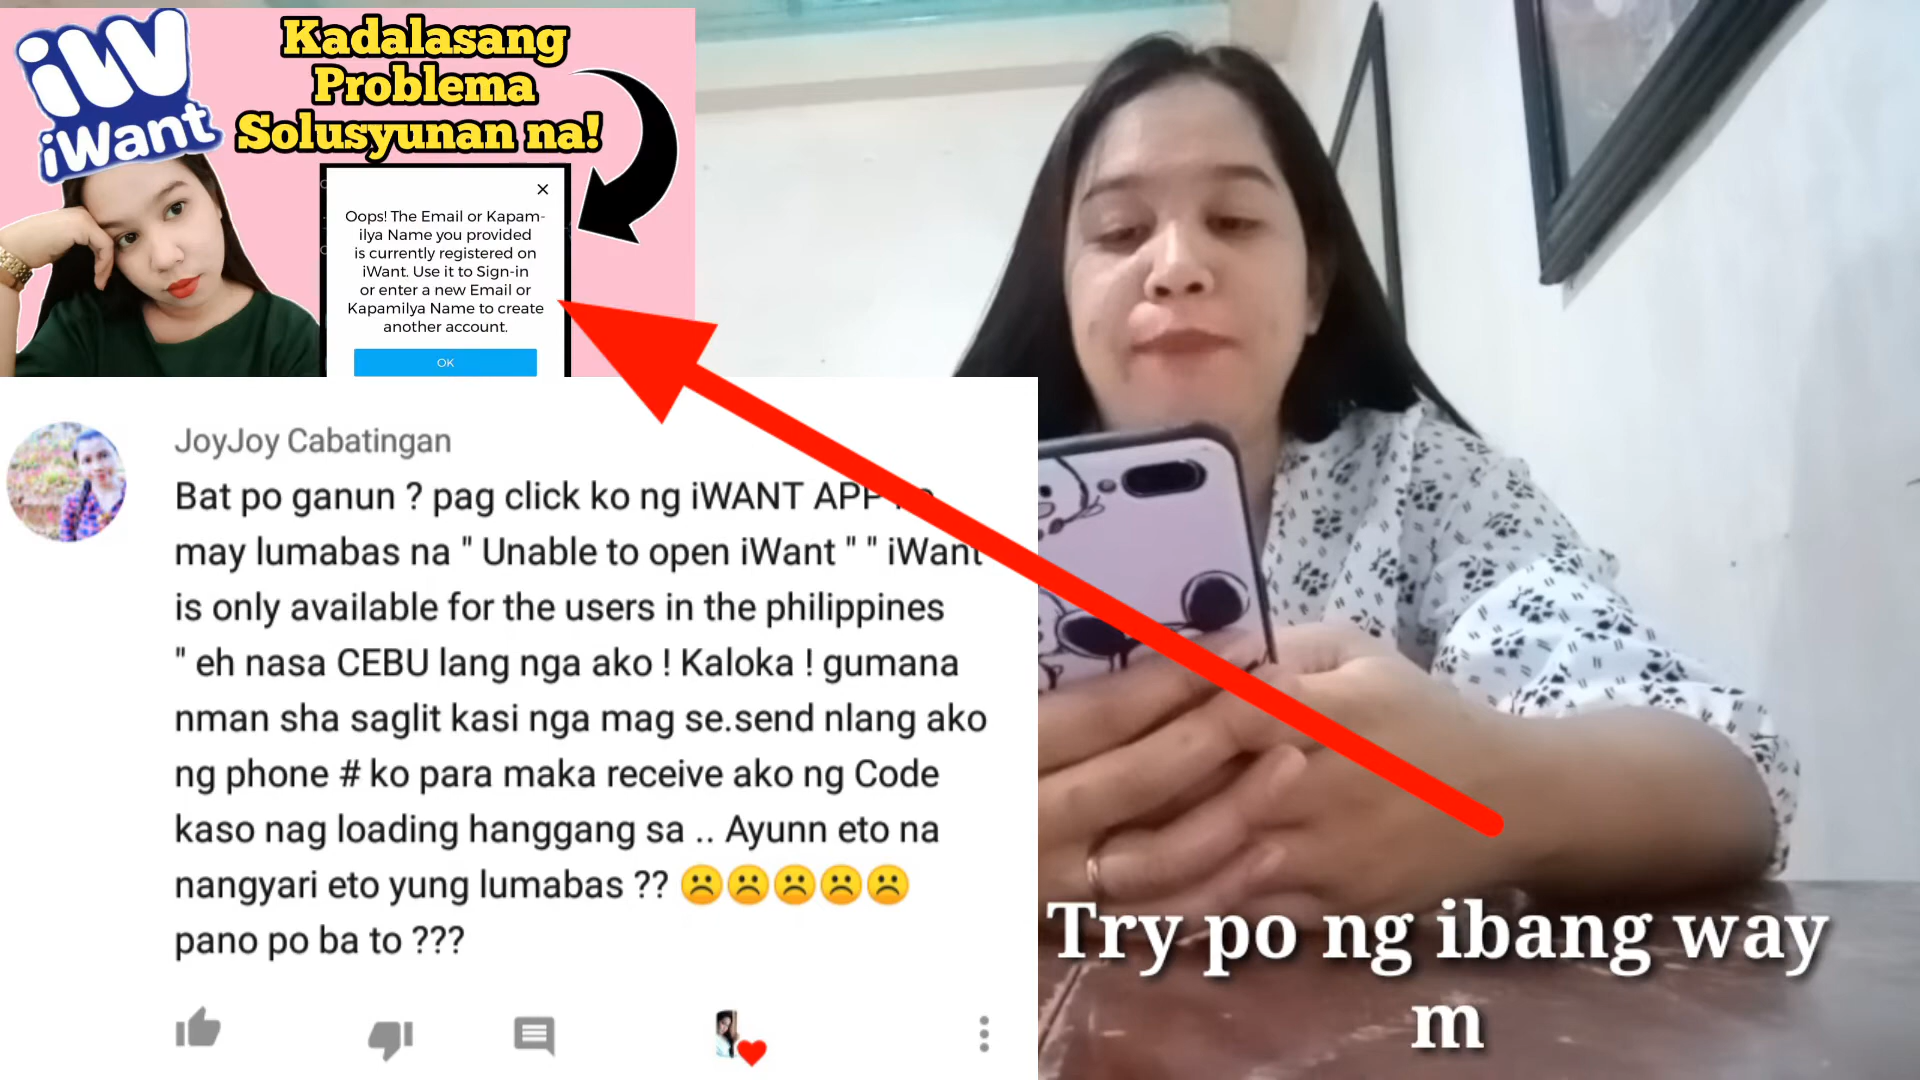 iW
iWant
Kadalasang
Problema
Solusyunan na!
Oops! The Email or Kapam-
ilya Name you provided
is currently registered on
iWant. Use it to Sign-in
or enter a new Email or
Kapamilya Name to create
another account.
OK
JoyJoy Cabatingan
Bat po ganun ? pag click ko ng iWANT APP
may lumabas na " Unable to open iWant " " iWant
is only available for the users in the philippines
" eh nasa CEBU lang nga ako ! Kaloka ! gumana
nman sha saglit kasi nga mag se.send nlang ako
ng phone # ko para maka receive ako ng Code
kaso nag loading hanggang sa .. Ayunn eto na
nangyari eto yung lumabas ?? ☹️☹️☹️☹️☹️
pano po ba to ???
Try po ng ibang way
m